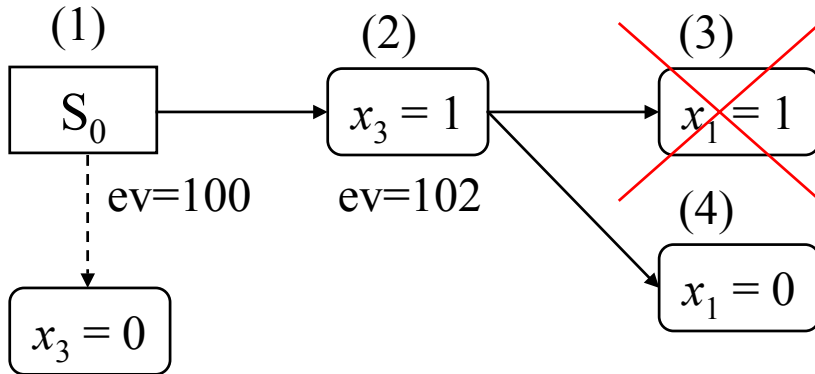 (1)
(2)
(3)
S₀
x₃ = 1
x₁ = 1
ev=100
ev=102
(4)
x₃ = 0
x₁ = 0